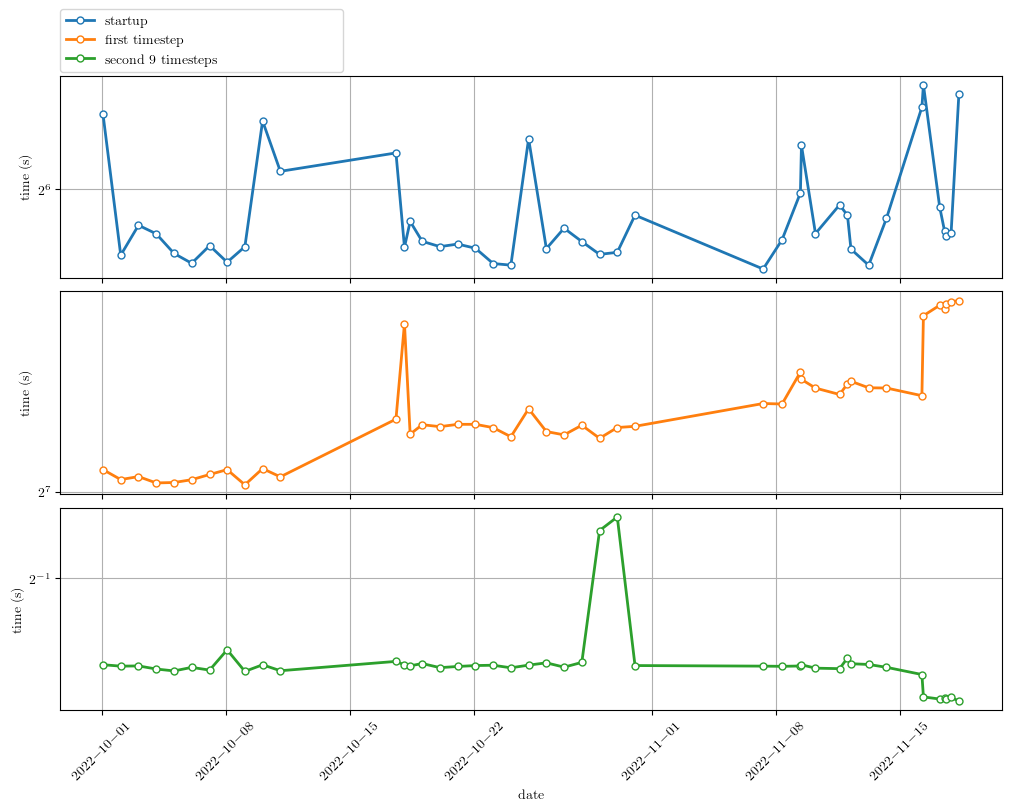 startup
first timestep
second 9 timesteps
time (s)
2^6
time (s)
2^7
time (s)
2^−1
2022−10−01
2022−10−08
2022−10−15
2022−10−22
2022−11−01
2022−11−08
2022−11−15
date